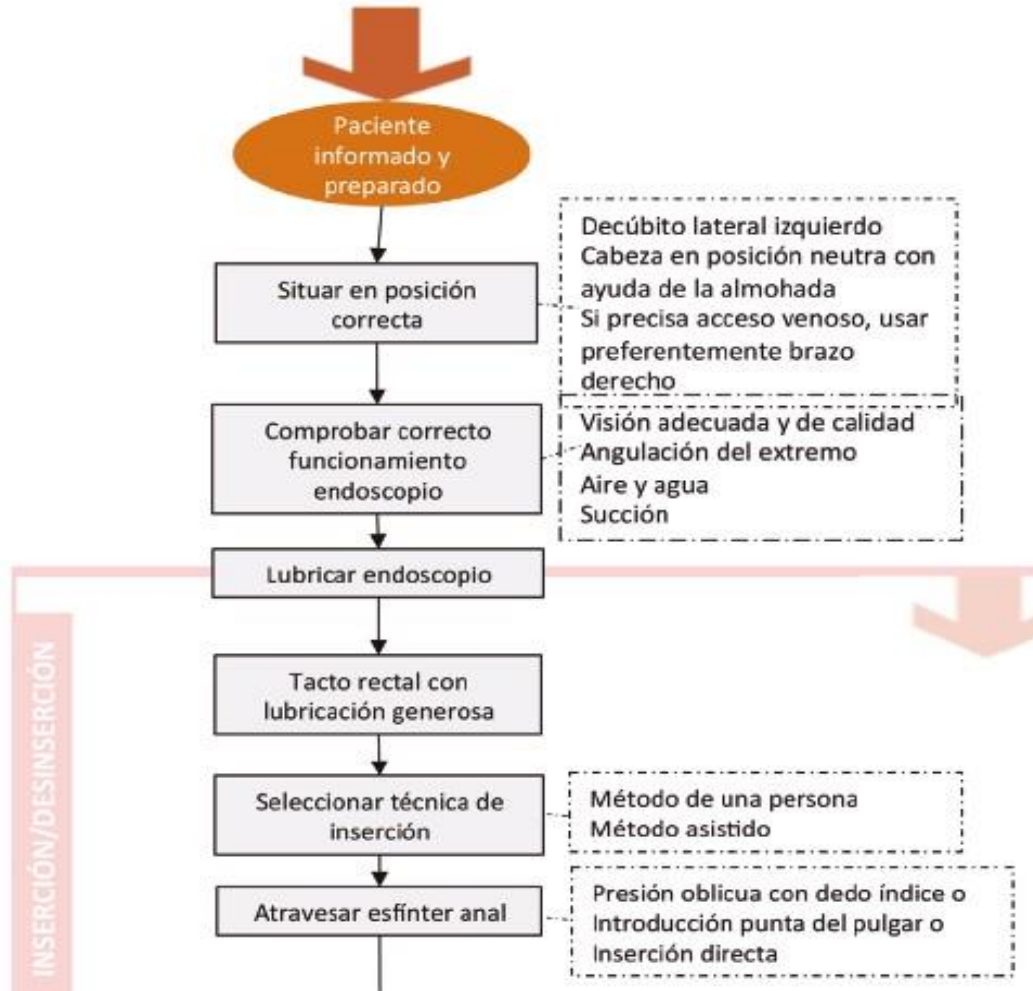 Paciente
informado y
preparado
Situar en posición
correcta
Decúbito lateral izquierdo
Cabeza en posición neutra con
ayuda de la almohada
Si precisa acceso venoso, usar
preferentemente brazo
derecho
Comprobar correcto
funcionamiento
endoscopio
Visión adecuada y de calidad
Angulación del extremo
Aire y agua
Succión
Lubricar endoscopio
INSERCIÓN/DESINSERCIÓN
Tacto rectal con
lubricación generosa
Seleccionar técnica de
inserción
Método de una persona
Método asistido
Atravesar esfínter anal
Presión oblicua con dedo índice o
Introducción punta del pulgar o
Inserción directa